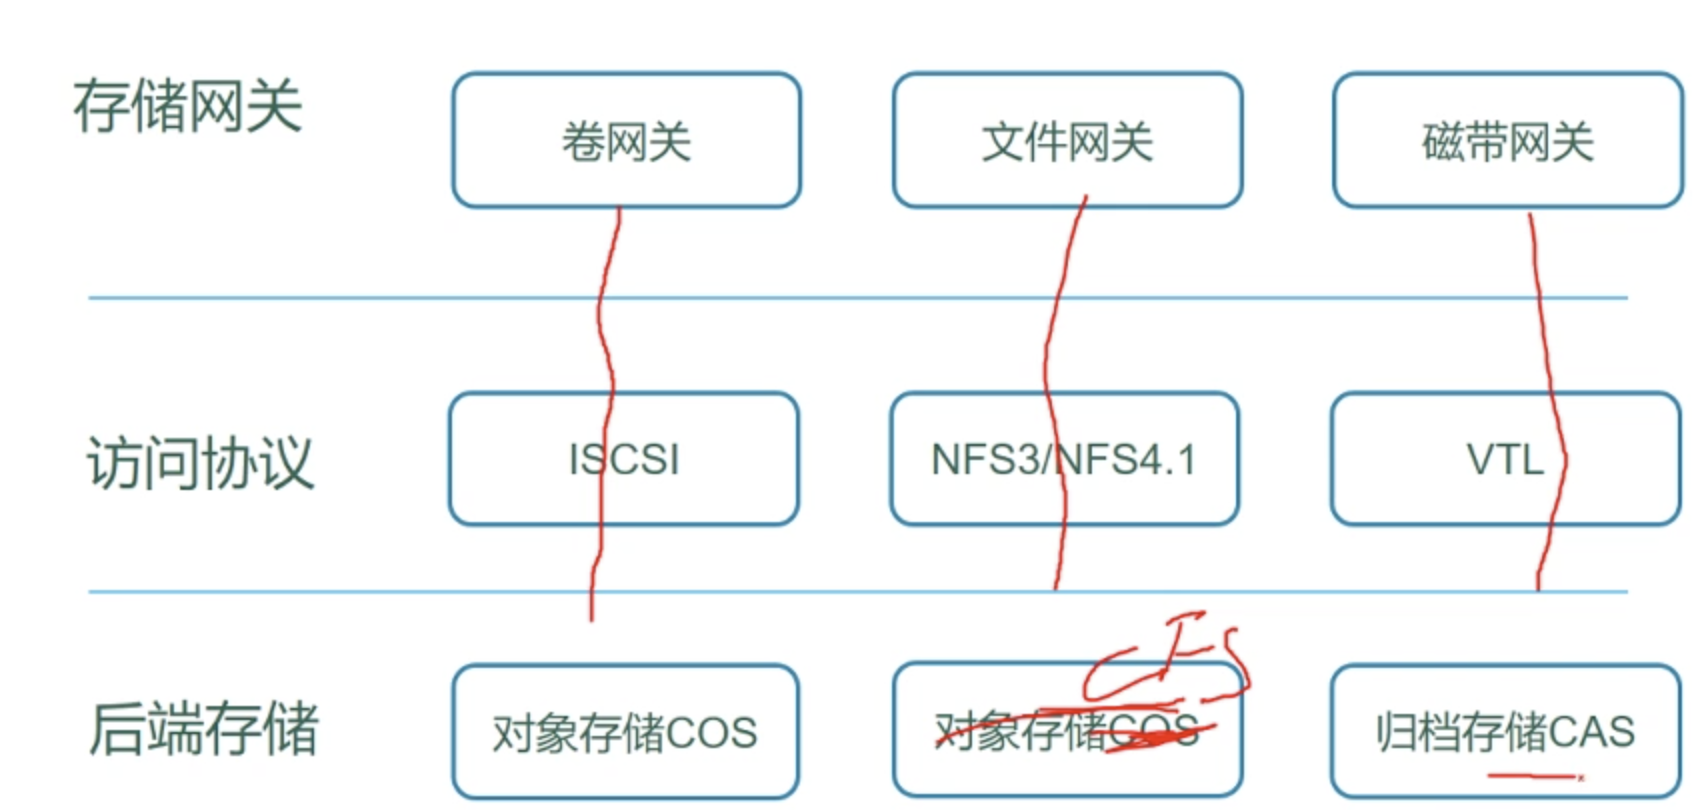 存储网关
卷网关
文件网关
磁带网关
访问协议
ISCSI
NFS3/NFS4.1
VTL
CFS
后端存储
对象存储COS
对象存储COS
归档存储CAS